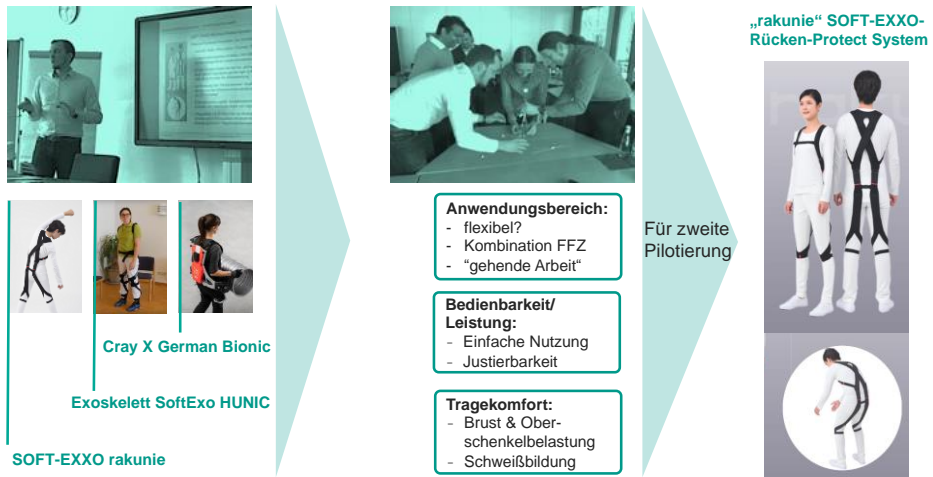 Cray X German Bionic
Exoskelett SoftExo HUNIC
SOFT-EXXO rakunie
Anwendungsbereich:
- flexibel?
- Kombination FFZ
- “gehende Arbeit“
Bedienbarkeit/
Leistung:
- Einfache Nutzung
- Justierbarkeit
Tragekomfort:
- Brust & Ober-
schenkelbelastung
- Schweißbildung
Für zweite
Pilotierung
„rakunie“ SOFT-EXXO-
Rücken-Protect System